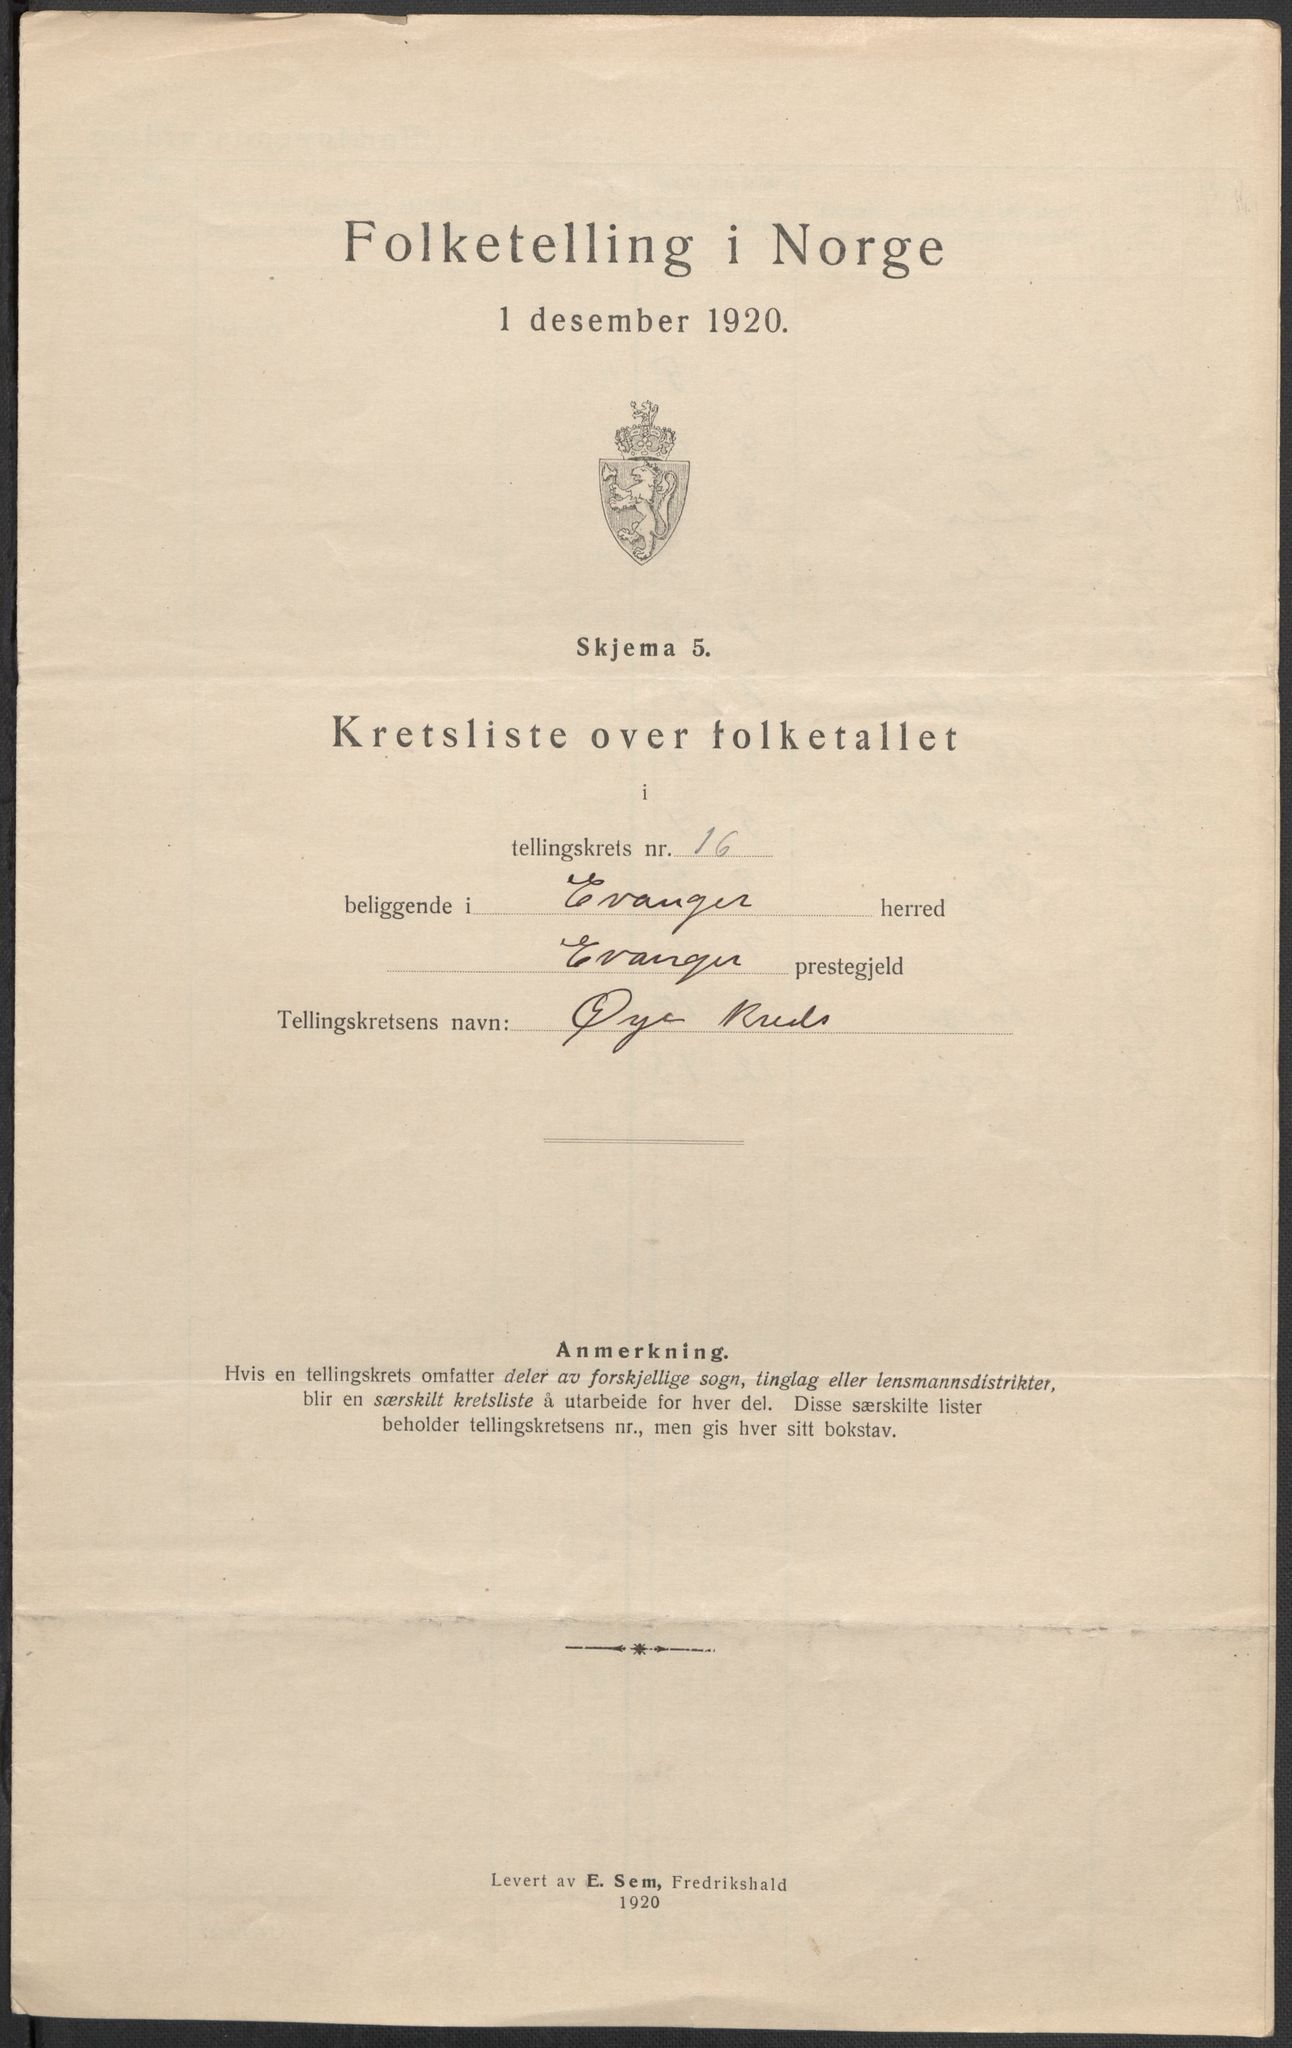 Folketelling i Norge
1 desember 1920.
Skjema 5.
Kretsliste over folketallet
i
tellingskrets nr. 16
beliggende i Evanger herred
Evanger prestegjeld
Tellingskretsens navn: Øye Kreds
Anmerkning.
Hvis en tellingskrets omfatter deler av forskjellige sogn, tinglag eller lensmannsdistrikter,
blir en særskilt kretsliste å utarbeide for hver del. Disse særskilte lister
beholder tellingskretsens nr., men gis hver sitt bokstav.
Levert av E. Sem, Fredrikshald
1920